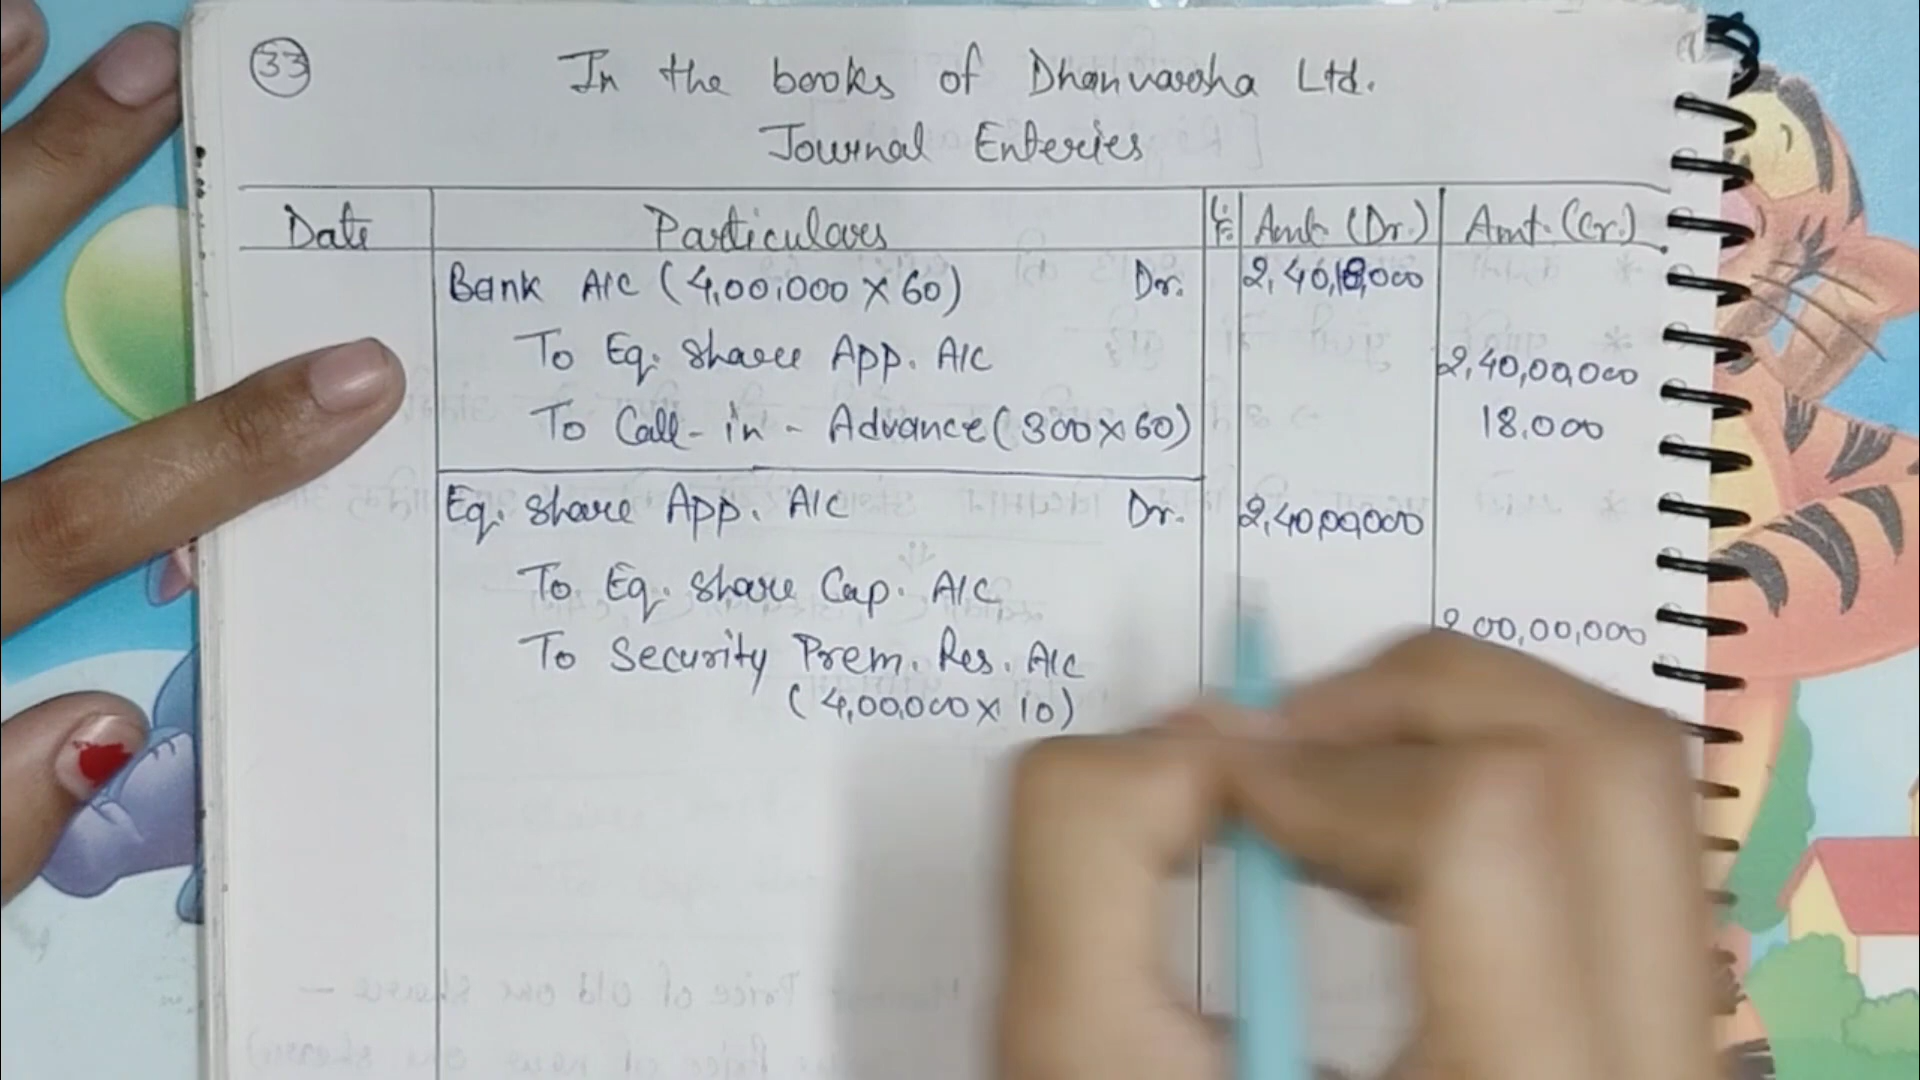 33
In the books of Dhanvarsha Ltd.
Journal Enteries
Date Particulars L.F. Amt. (Dr.) Amt. (Cr.)
Bank A/C (4,00,000 X 60) Dr. 2,40,18,000
To Eq. Share App. A/C 2,40,00,000
To Call-in-Advance (300 X 60) 18,000
Eq. Share App. A/C Dr. 2,40,00,000
To Eq. Share Cap. A/C 2,00,00,000
To Security Prem. Res. A/C
(4,00,000 X 10)